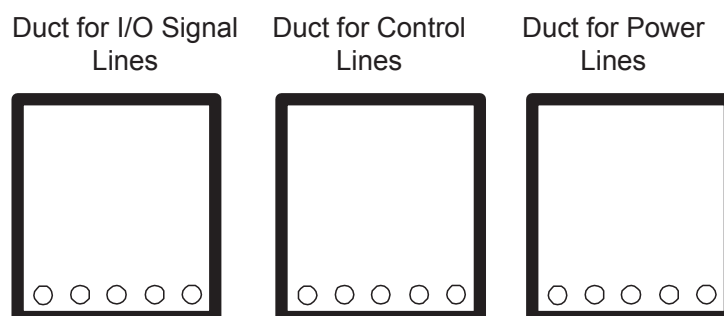 Duct for I/O Signal
Lines
Duct for Control
Lines
Duct for Power
Lines